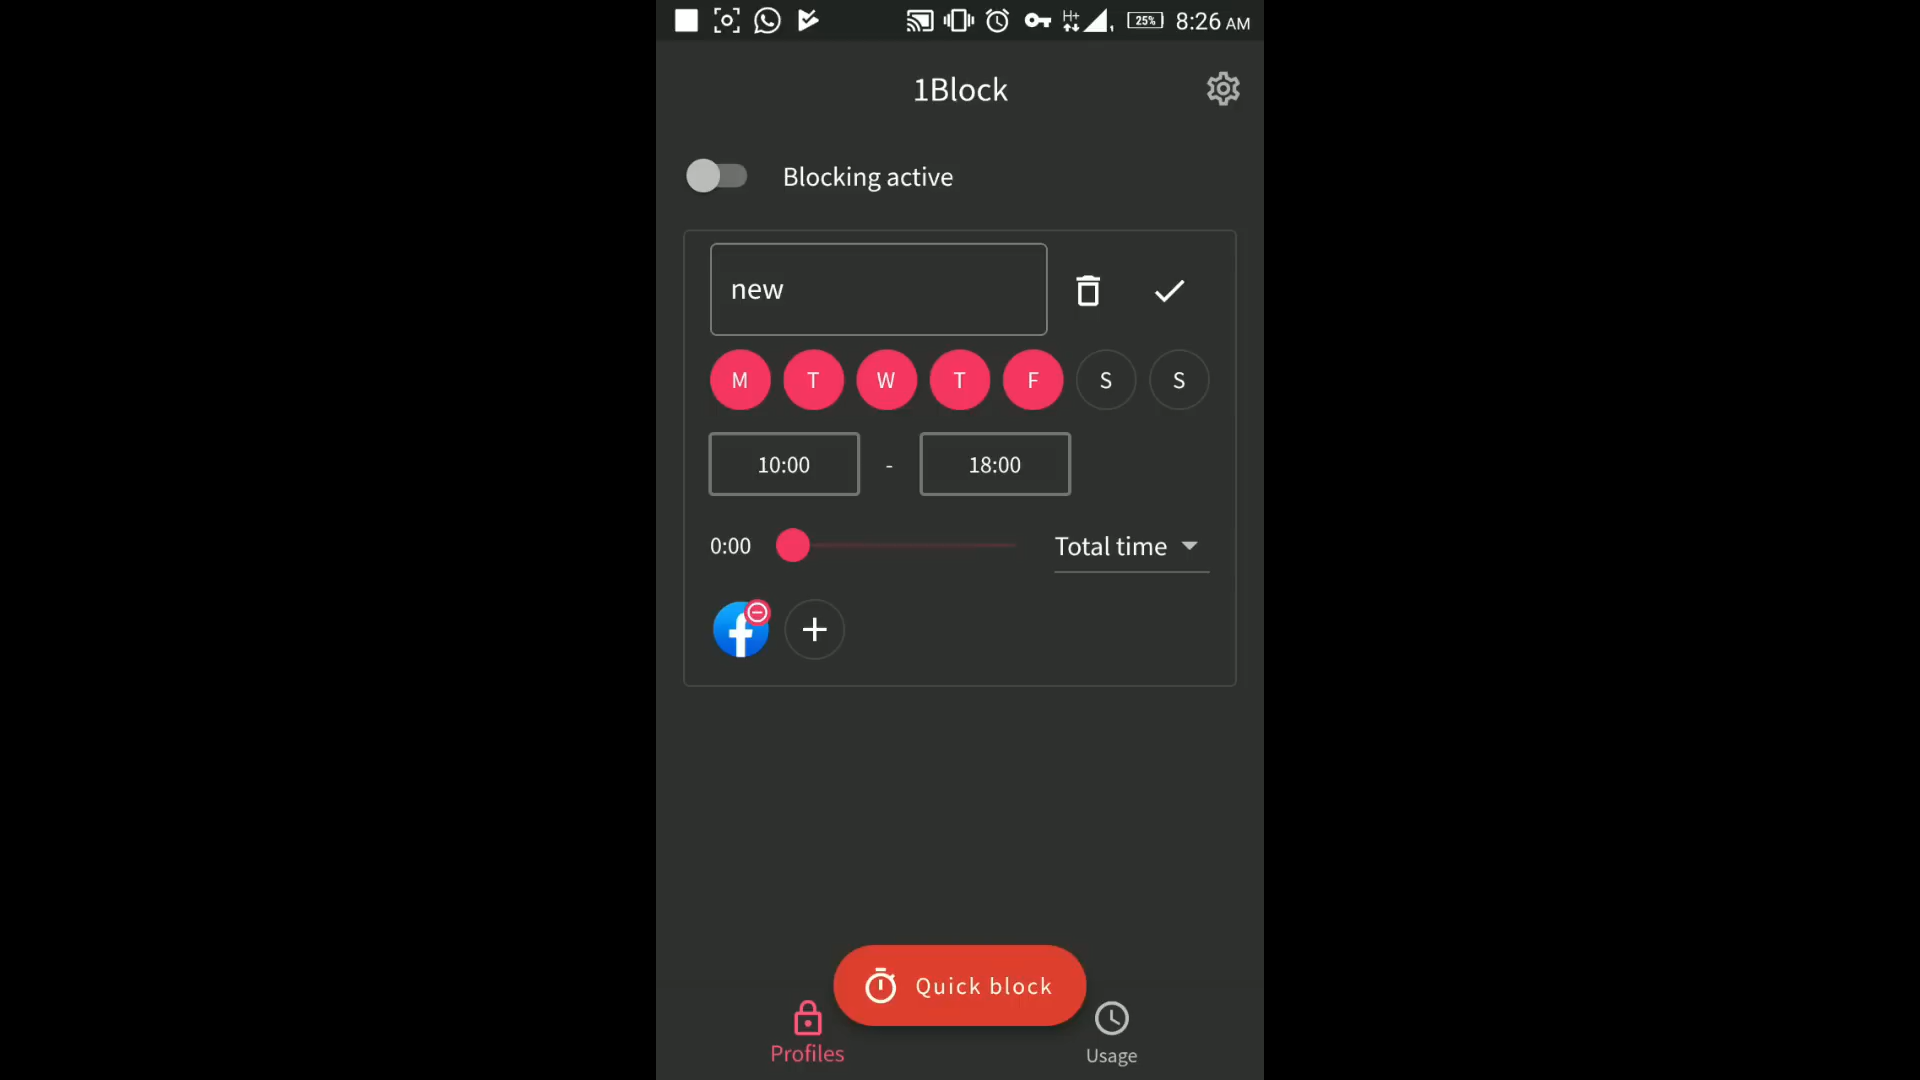 H+ 25% 8:26 AM
1Block
Blocking active
new
M T W T F S S
10:00 - 18:00
0:00 Total time
Quick block
Profiles Usage